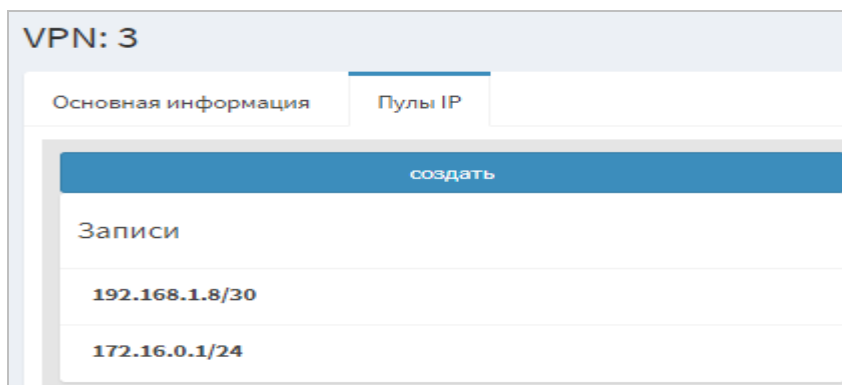 VPN: 3
Основная информация Пулы IP
создать
Записи
192.168.1.8/30
172.16.0.1/24